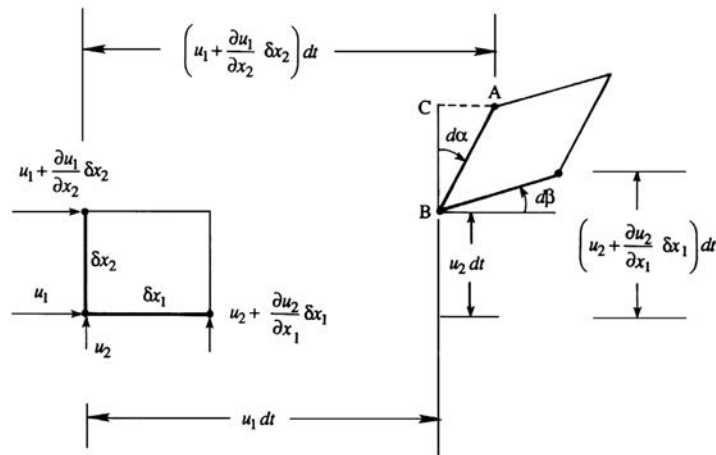 (u₁ + ∂u₁/∂x₂ δx₂) dt
A
C
dα
u₁ + ∂u₁/∂x₂ δx₂
B
dβ
(u₂ + ∂u₂/∂x₁ δx₁) dt
δx₂
u₂ dt
u₁
δx₁
u₂ + ∂u₂/∂x₁ δx₁
u₂
u₁ dt